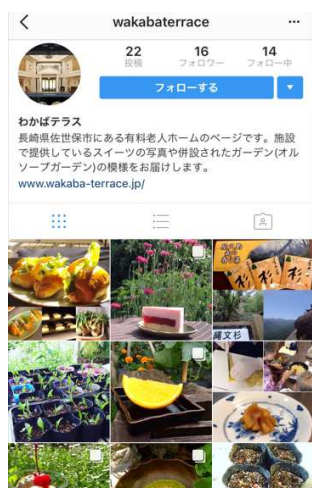 wakabaterrace
22 16 14
投稿 フォロワー フォロー中
フォローする
わかばテラス
長崎県佐世保市にある有料老人ホームのページです。施設
で提供しているスイーツの写真や併設されたガーデン(オル
ソープガーデン)の模様をお届けします。
www.wakaba-terrace.jp/
杉
杉
縄文杉